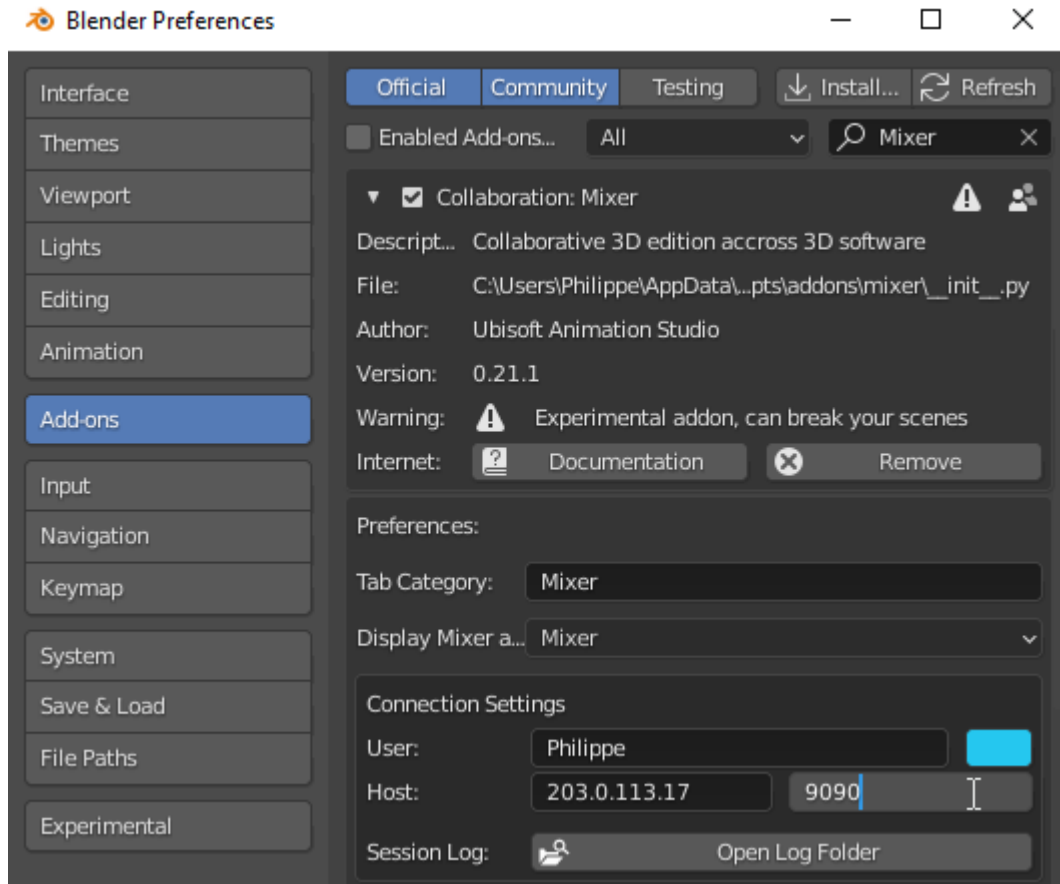 Blender Preferences
Interface
Themes
Viewport
Lights
Editing
Animation
Add-ons
Input
Navigation
Keymap
System
Save & Load
File Paths
Experimental
Official Community Testing Install... Refresh
Enabled Add-ons... All Mixer
Collaboration: Mixer
Descript... Collaborative 3D edition accross 3D software
File: C:\Users\Philippe\AppData\...pts\addons\mixer\__init__.py
Author: Ubisoft Animation Studio
Version: 0.21.1
Warning: Experimental addon, can break your scenes
Internet: Documentation Remove
Preferences:
Tab Category: Mixer
Display Mixer a... Mixer
Connection Settings
User: Philippe
Host: 203.0.113.17 9090
Session Log: Open Log Folder